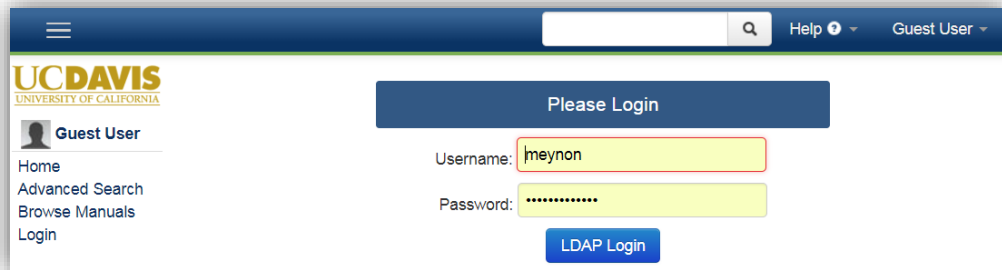 Help ?
Guest User
UCDAVIS
UNIVERSITY OF CALIFORNIA
Guest User
Home
Advanced Search
Browse Manuals
Login
Please Login
Username: meynon
Password: •••••••••••••
LDAP Login